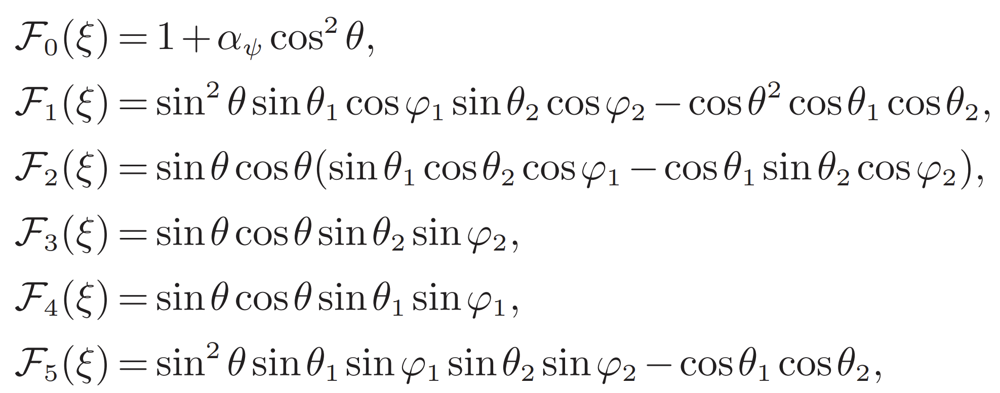 ℱ₀(ξ) = 1 + α_ψ cos² θ,
ℱ₁(ξ) = sin² θ sin θ₁ cos φ₁ sin θ₂ cos φ₂ − cos θ² cos θ₁ cos θ₂,
ℱ₂(ξ) = sin θ cos θ(sin θ₁ cos θ₂ cos φ₁ − cos θ₁ sin θ₂ cos φ₂),
ℱ₃(ξ) = sin θ cos θ sin θ₂ sin φ₂,
ℱ₄(ξ) = sin θ cos θ sin θ₁ sin φ₁,
ℱ₅(ξ) = sin² θ sin θ₁ sin φ₁ sin θ₂ sin φ₂ − cos θ₁ cos θ₂,